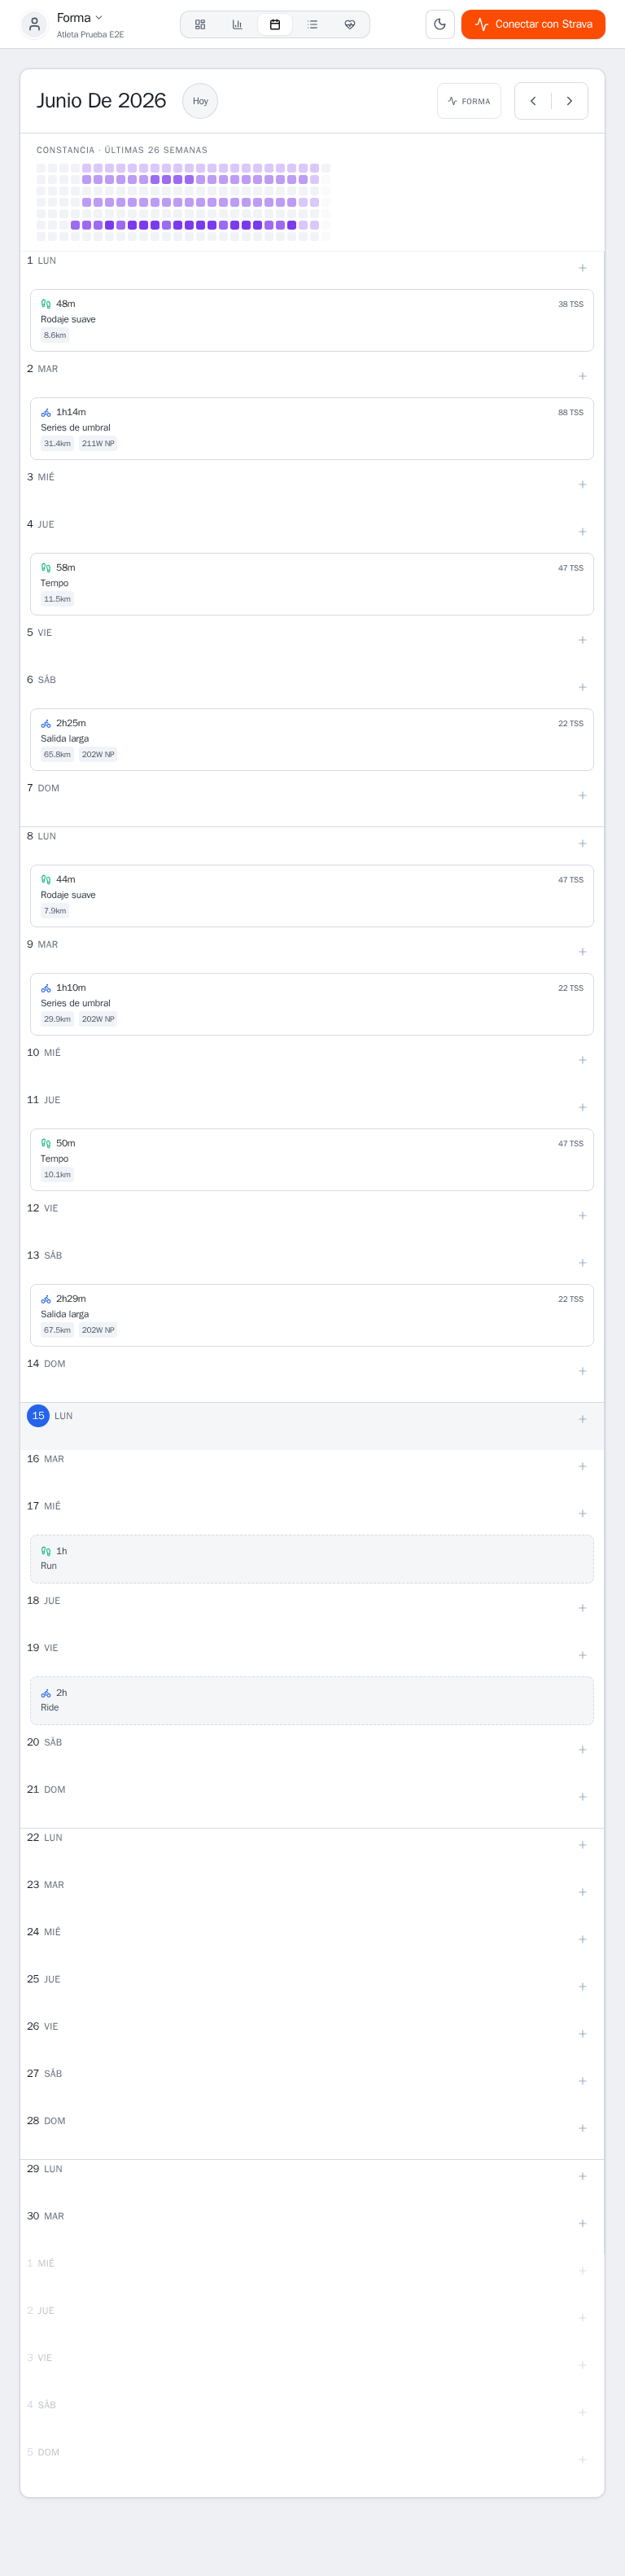 Forma
Atleta Prueba E2E
Conectar con Strava
Junio De 2026
Hoy
FORMA
CONSTANCIA · ÚLTIMAS 26 SEMANAS
1 LUN
48m 38 TSS
Rodaje suave
8.6km
2 MAR
1h14m 88 TSS
Series de umbral
31.4km 211W NP
3 MIÉ
4 JUE
58m 47 TSS
Tempo
11.5km
5 VIE
6 SÁB
2h25m 22 TSS
Salida larga
65.8km 202W NP
7 DOM
8 LUN
44m 47 TSS
Rodaje suave
7.9km
9 MAR
1h10m 22 TSS
Series de umbral
29.9km 202W NP
10 MIÉ
11 JUE
50m 47 TSS
Tempo
10.1km
12 VIE
13 SÁB
2h29m 22 TSS
Salida larga
67.5km 202W NP
14 DOM
15 LUN
16 MAR
17 MIÉ
1h
Run
18 JUE
19 VIE
2h
Ride
20 SÁB
21 DOM
22 LUN
23 MAR
24 MIÉ
25 JUE
26 VIE
27 SÁB
28 DOM
29 LUN
30 MAR
1 MIÉ
2 JUE
3 VIE
4 SÁB
5 DOM